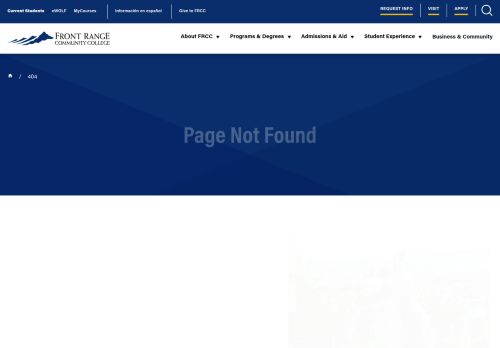 Current Students eWOLF MyCourses Información en español Give to FRCC REQUEST INFO VISIT APPLY
FRONT RANGE
COMMUNITY COLLEGE
About FRCC Programs & Degrees Admissions & Aid Student Experience Business & Community
/ 404
Page Not Found